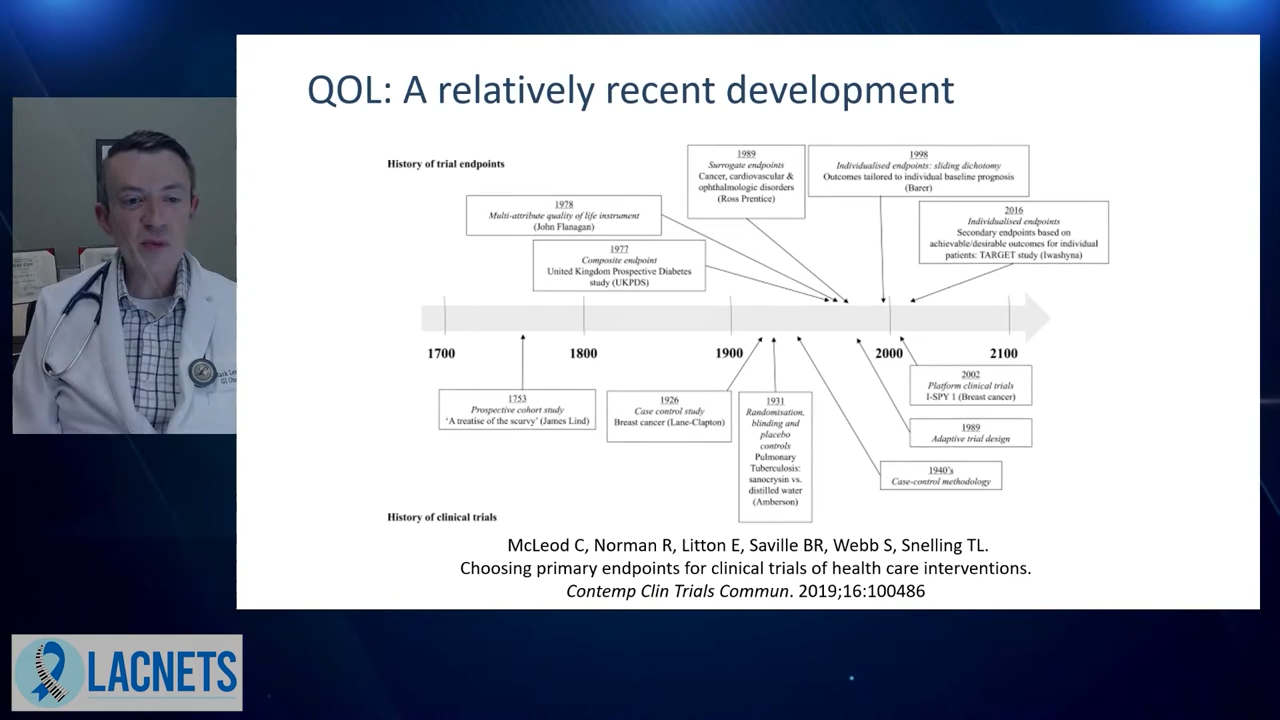 QOL: A relatively recent development
History of trial endpoints
1989
Surrogate endpoints
Cancer, cardiovascular &
ophthalmologic disorders
(Ross Prentice)
1998
Individualised endpoints: sliding dichotomy
Outcomes tailored to individual baseline prognosis
(Barer)
1978
Multi-attribute quality of life instrument
(John Flanagan)
2016
Individualised endpoints
Secondary endpoints based on
achievable/desirable outcomes for individual
patients: TARGET study (Iwashyna)
1977
Composite endpoint
United Kingdom Prospective Diabetes
study (UKPDS)
1700
1800
1900
2000
2100
1753
Prospective cohort study
'A treatise of the scurvy' (James Lind)
1926
Case control study
Breast cancer (Lane-Clapton)
1931
Randomisation,
blinding and
placebo
controls
Pulmonary
Tuberculosis:
sanocrysin vs.
distilled water
(Amberson)
2002
Platform clinical trials
I-SPY 1 (Breast cancer)
1989
Adaptive trial design
1940's
Case-control methodology
History of clinical trials
McLeod C, Norman R, Litton E, Saville BR, Webb S, Snelling TL.
Choosing primary endpoints for clinical trials of health care interventions.
Contemp Clin Trials Commun. 2019;16:100486
LACNETS